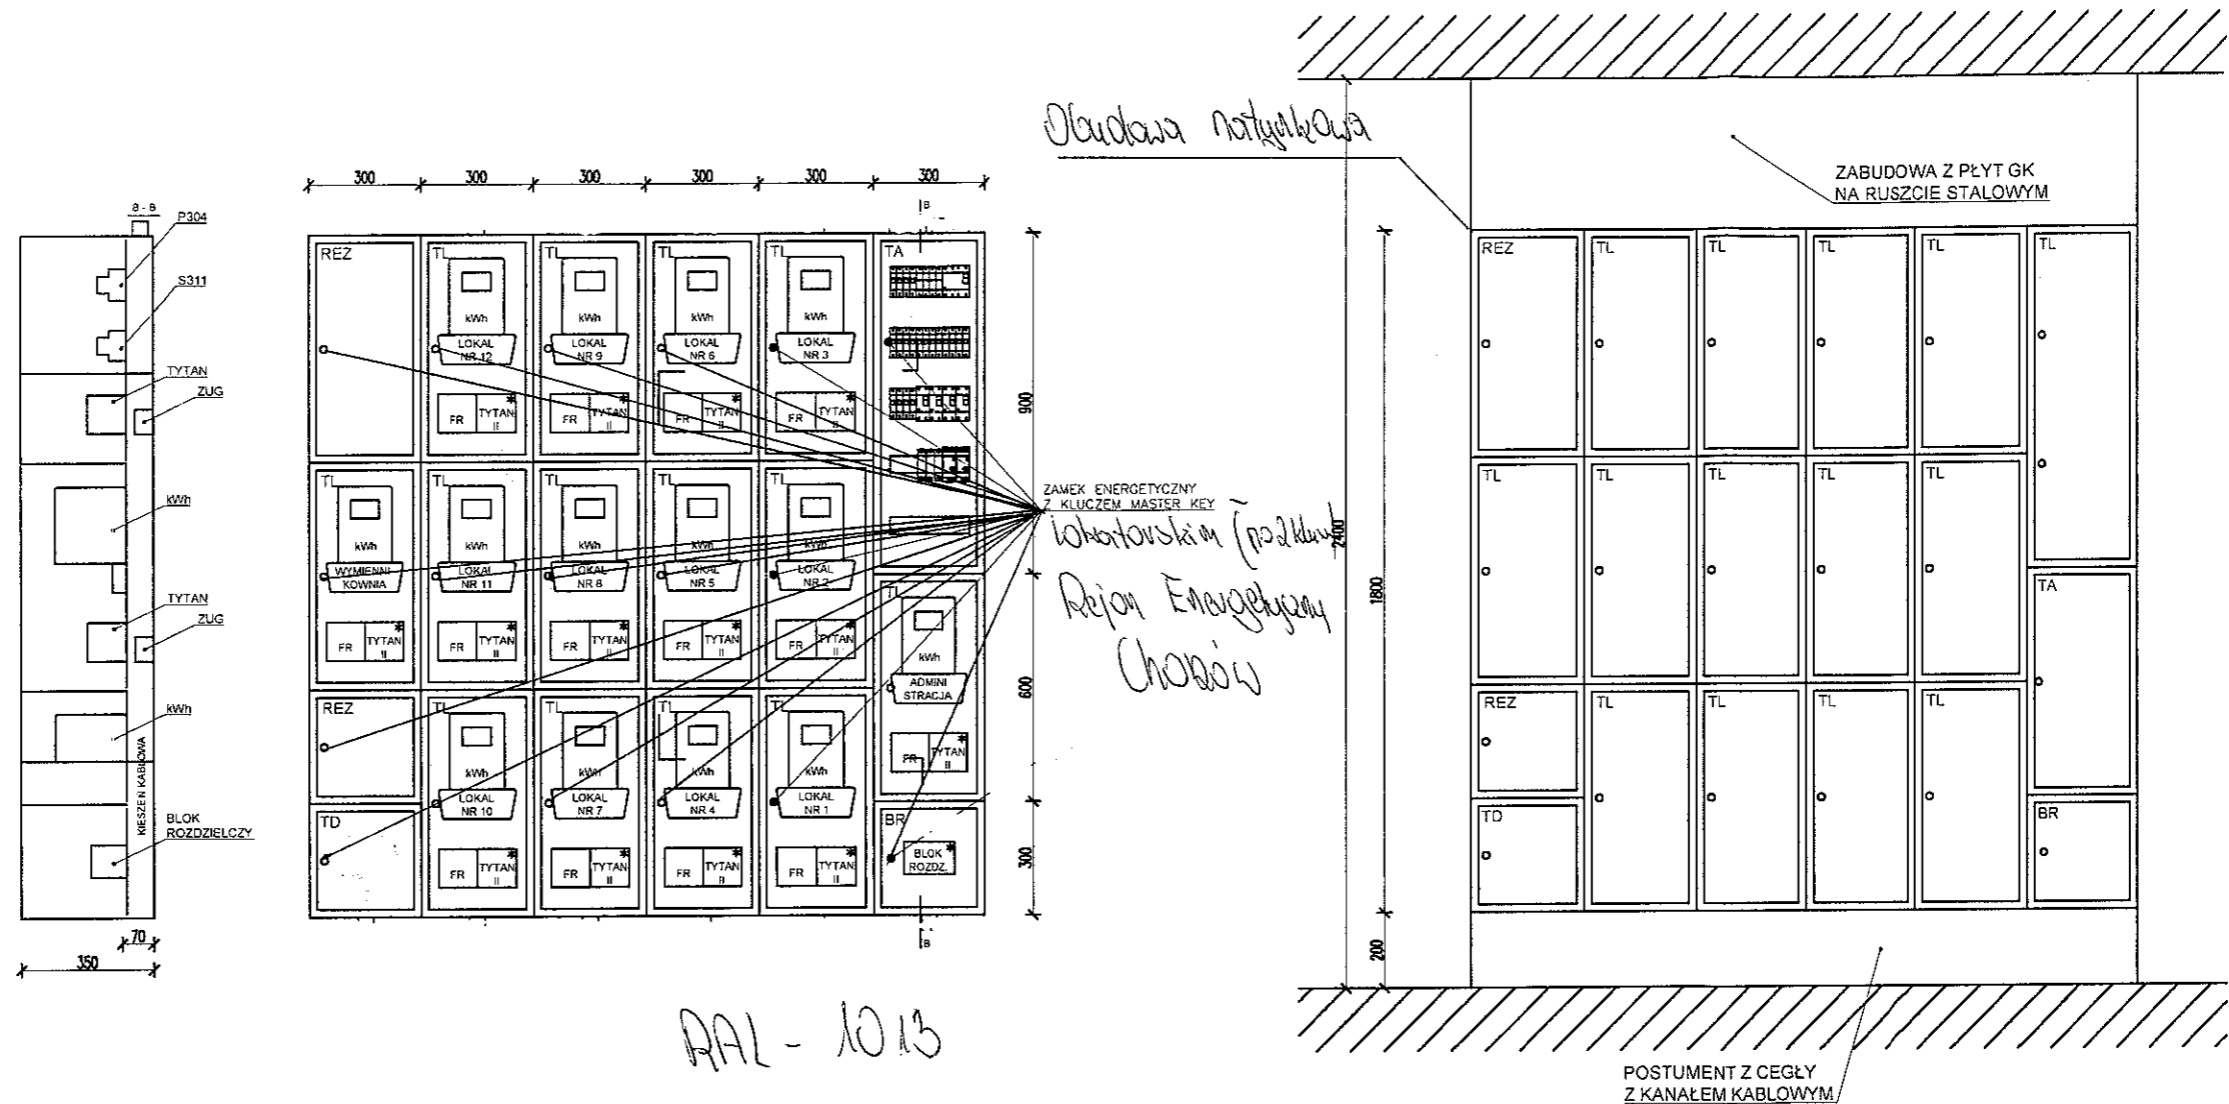 a - a
P304
S311
TYTAN
ZUG
kWh
TYTAN
ZUG
kWh
KIESZEŃ KABLOWA
BLOK
ROZDZIELCZY
70
350
300 300 300 300 300 300
B
REZ
TL
kWh
LOKAL
NR 12
FR TYTAN
II
*
TL
kWh
LOKAL
NR 9
FR TYTAN
II
*
TL
kWh
LOKAL
NR 6
FR TYTAN
II
*
TL
kWh
LOKAL
NR 3
FR TYTAN
II
*
TA
TL
kWh
WYMIENNI
KOWNIA
FR TYTAN
II
*
TL
kWh
LOKAL
NR 11
FR TYTAN
II
*
TL
kWh
LOKAL
NR 8
FR TYTAN
II
*
TL
kWh
LOKAL
NR 5
FR TYTAN
II
*
TL
kWh
LOKAL
NR 2
FR TYTAN
II
*
TL
kWh
ADMINI
STRACJA
FR TYTAN
II
*
REZ
TD
TL
kWh
LOKAL
NR 10
FR TYTAN
II
*
TL
kWh
LOKAL
NR 7
FR TYTAN
II
*
TL
kWh
LOKAL
NR 4
FR TYTAN
II
*
TL
kWh
LOKAL
NR 1
FR TYTAN
II
*
BR
BLOK
ROZDZ.
*
B
900
600
300
ZAMEK ENERGETYCZNY
Z KLUCZEM MASTER KEY
lokatorskim (po 2
Rejon Energetyczny
RAL - 1013
Obudowa natynkowa
ZABUDOWA Z PŁYT GK
NA RUSZCIE STALOWYM
2400
1800
200
REZ TL TL TL TL TL
TL TL TL TL TL
TA
REZ TL TL TL TL
TD
BR
POSTUMENT Z CEGŁY
Z KANAŁEM KABLOWYM